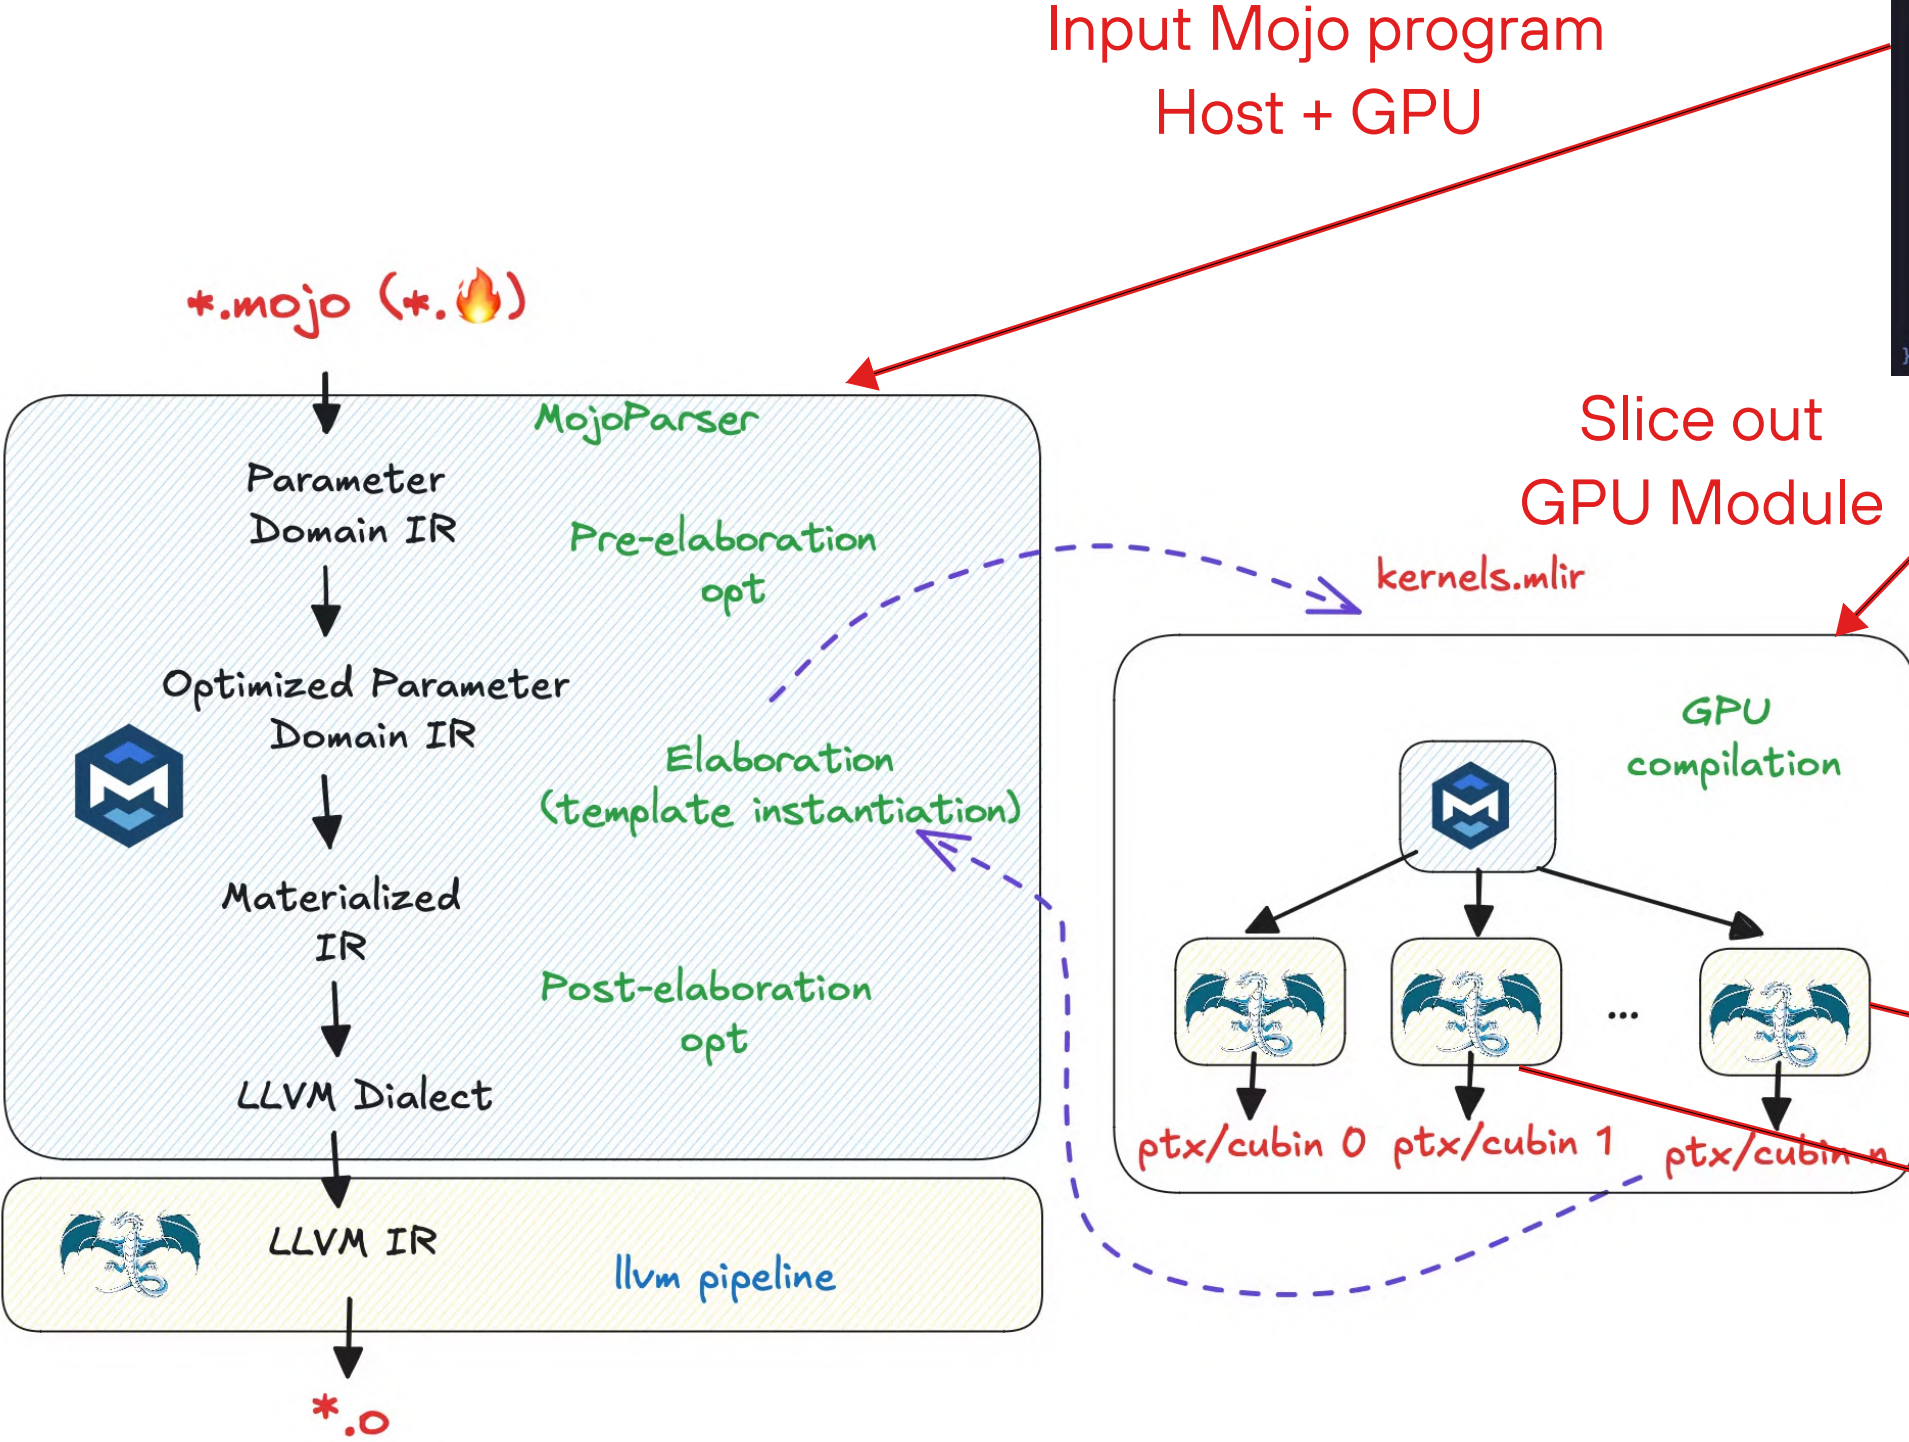 Input Mojo program
Host + GPU
*.mojo (*.🔥)
MojoParser
Parameter
Domain IR
Pre-elaboration
opt
Optimized Parameter
Domain IR
Elaboration
(template instantiation)
Materialized
IR
Post-elaboration
opt
LLVM Dialect
LLVM IR
llvm pipeline
*.o
Slice out
GPU Module
kernels.mlir
GPU
compilation
...
ptx/cubin 0
ptx/cubin 1
ptx/cubin n
}